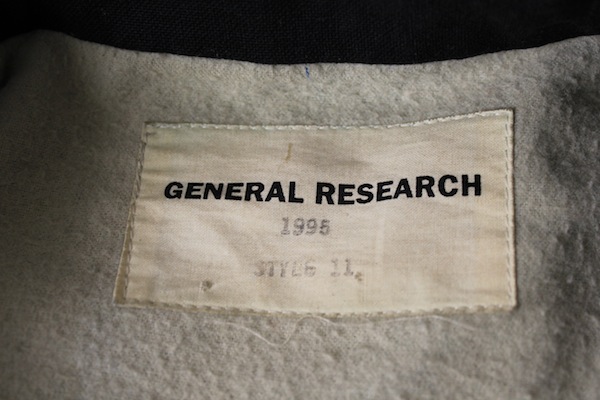 GENERAL RESEARCH
1995
STYLE 11.